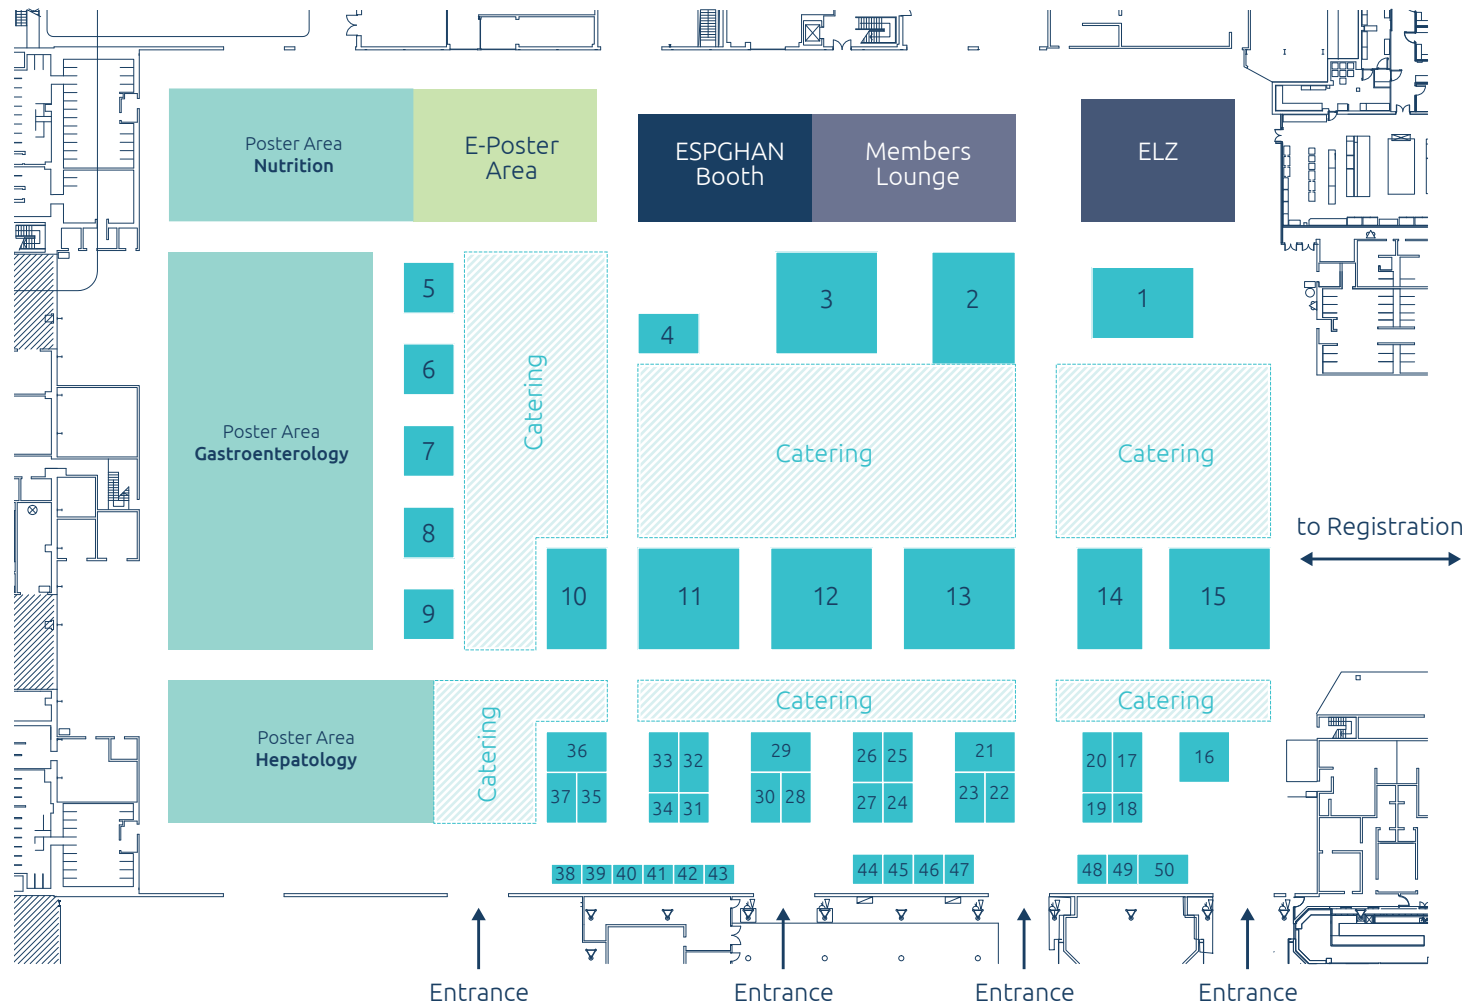 Poster Area
Nutrition
E-Poster
Area
ESPGHAN
Booth
Members
Lounge
ELZ
5
6
7
8
9
Catering
4
3
2
1
Poster Area
Gastroenterology
Catering
Catering
to Registration
10
11
12
13
14
15
Poster Area
Hepatology
Catering
Catering
Catering
36
37
35
33
32
34
31
29
30
28
26
25
27
24
21
23
22
20
17
19
18
16
38
39
40
41
42
43
44
45
46
47
48
49
50
Entrance
Entrance
Entrance
Entrance